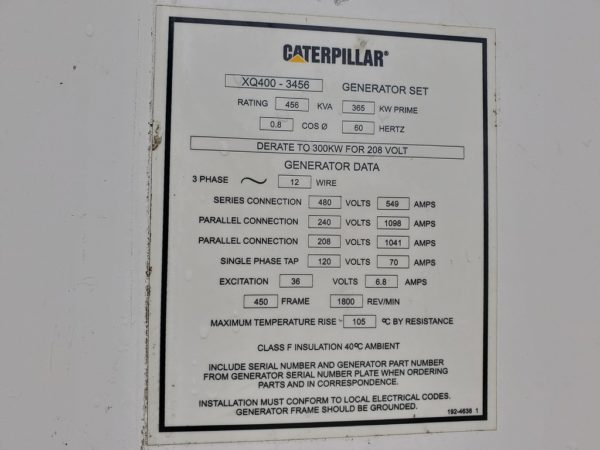 CATERPILLAR®
XQ400 - 3456 GENERATOR SET
RATING 456 KVA 365 KW PRIME
0.8 COS Ø 60 HERTZ
DERATE TO 300KW FOR 208 VOLT
GENERATOR DATA
3 PHASE ~ 12 WIRE
SERIES CONNECTION 480 VOLTS 549 AMPS
PARALLEL CONNECTION 240 VOLTS 1098 AMPS
PARALLEL CONNECTION 208 VOLTS 1041 AMPS
SINGLE PHASE TAP 120 VOLTS 70 AMPS
EXCITATION 36 VOLTS 6.8 AMPS
450 FRAME 1800 REV/MIN
MAXIMUM TEMPERATURE RISE 105 ºC BY RESISTANCE
CLASS F INSULATION 40ºC AMBIENT
INCLUDE SERIAL NUMBER AND GENERATOR PART NUMBER
FROM GENERATOR SERIAL NUMBER PLATE WHEN ORDERING
PARTS AND IN CORRESPONDENCE.
INSTALLATION MUST CONFORM TO LOCAL ELECTRICAL CODES.
GENERATOR FRAME SHOULD BE GROUNDED.
192-4636 1